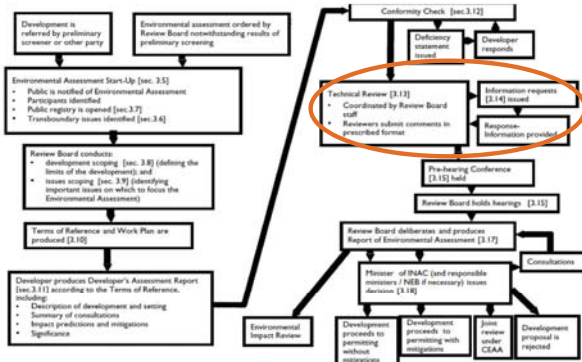 Development is
referred by preliminary
screener or other party
Environmental assessment ordered by
Review Board notwithstanding results of
preliminary screening
Environmental Assessment Start-Up [sec. 3.5]
• Public is notified of Environmental Assessment
• Participants identified
• Public registry is opened [sec.3.7]
• Transboundary issues identified [sec.3.6]
Review Board conducts:
• development scoping [sec. 3.8) (defining the
limits of the development); and
• issues scoping [sec. 3.9] (identifying
important issues on which to focus the
Environmental Assessment)
Terms of Reference and Work Plan are
produced [3.10]
Developer produces Developer's Assessment Report
[sec.3.11] according to the Terms of Reference,
including:
• Description of development and setting
• Summary of consultations
• Impact predictions and mitigations
• Significance
Conformity Check [sec.3.12]
Deficiency
statement
issued
Developer
responds
Technical Review [3.13]
• Coordinated by Review Board
staff
• Reviewers submit comments in
prescribed format
Information requests
[3.14] issued
Response-
Information provided
Pre-hearing Conference
[3.15] held
Review Board holds hearings [3.15]
Review Board deliberates and produces
Report of Environmental Assessment [3.17]
Consultations
Minister of INAC (and responsible
ministers / NEB if necessary) issues
decision [3.18]
Environmental
Impact Review
Development
proceeds to
permitting
without
mitigations
Development
proceeds to
permitting with
mitigations
Joint
review
under
CEAA
Development
proposal is
rejected